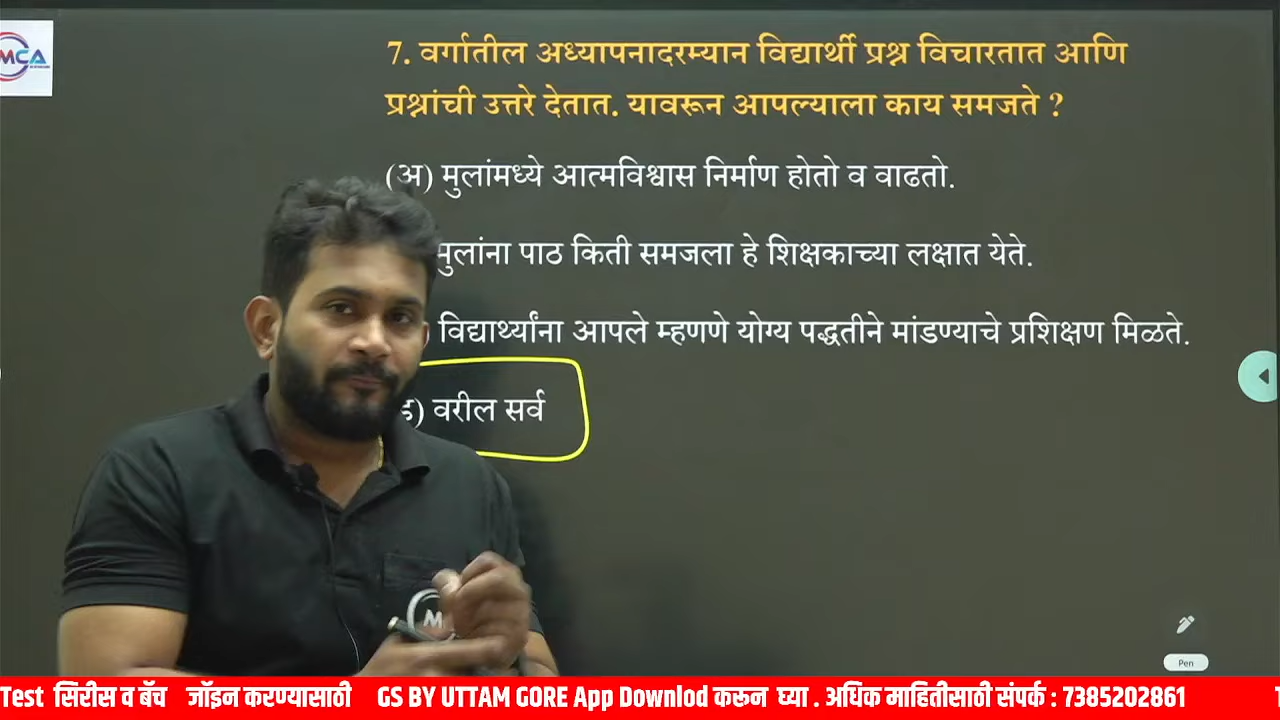 MCA
7. वर्गातील अध्यापनादरम्यान विद्यार्थी प्रश्न विचारतात आणि
प्रश्नांची उत्तरे देतात. यावरून आपल्याला काय समजते ?
(अ) मुलांमध्ये आत्मविश्वास निर्माण होतो व वाढतो.
मुलांना पाठ किती समजला हे शिक्षकाच्या लक्षात येते.
विद्यार्थ्यांना आपले म्हणणे योग्य पद्धतीने मांडण्याचे प्रशिक्षण मिळते.
ड) वरील सर्व
M
Pen
Test सिरीस व बॅच जॉइन करण्यासाठी GS BY UTTAM GORE App Downlod करून घ्या . अधिक माहितीसाठी संपर्क : 7385202861